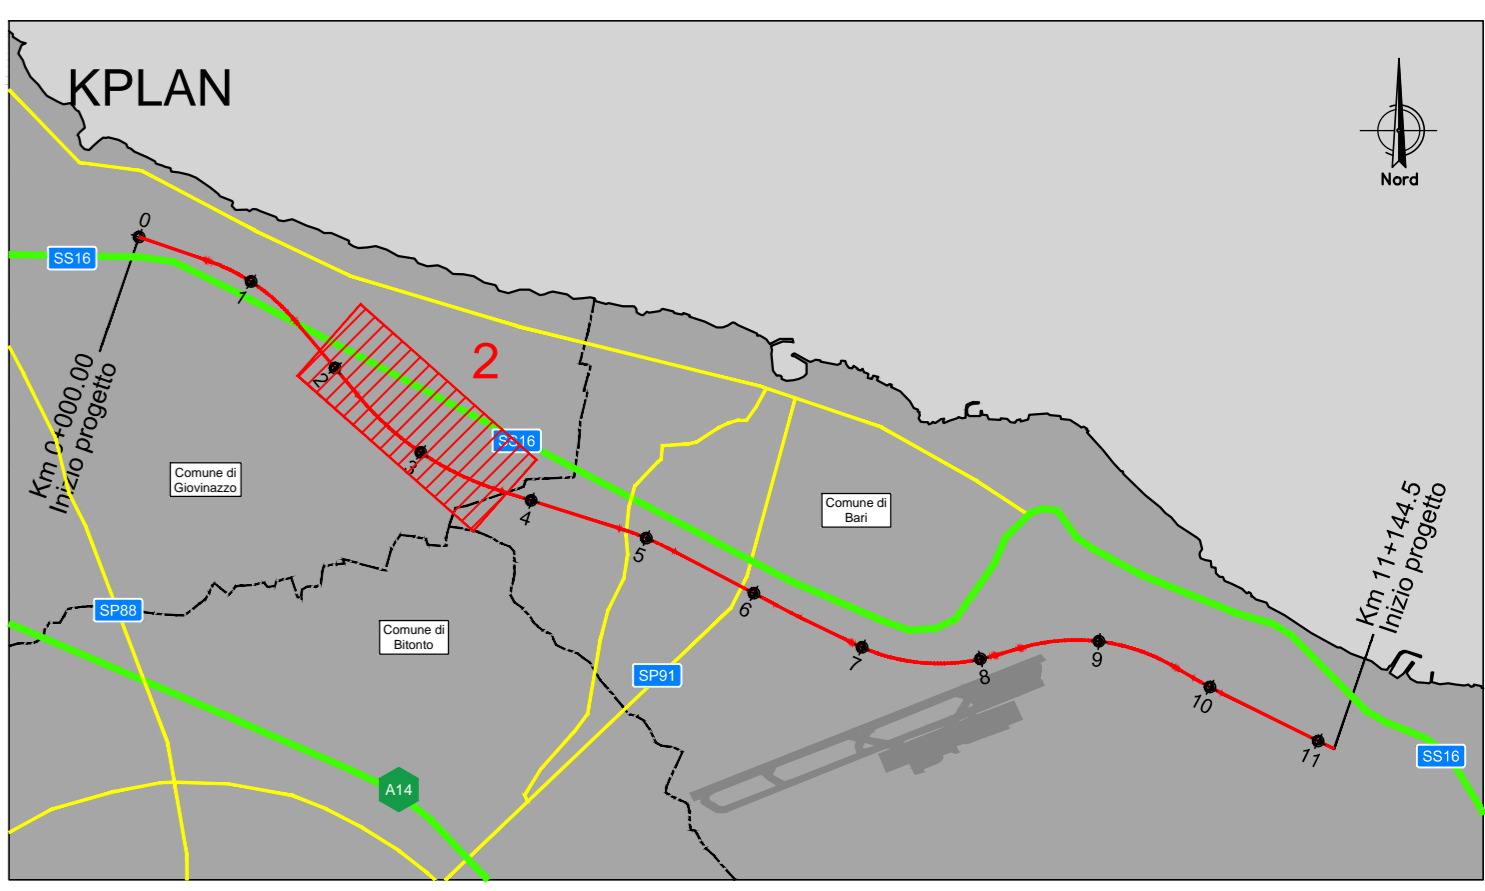 KPLAN
Nord
0
SS16
1
2
2
Km 0+000.00
Inizio progetto
SS16
3
Comune di
Giovinazzo
4
Comune di
Bari
5
Km 11+144.5
Inizio progetto
6
SP88
Comune di
Bitonto
7
8
9
SP91
10
11
SS16
A14